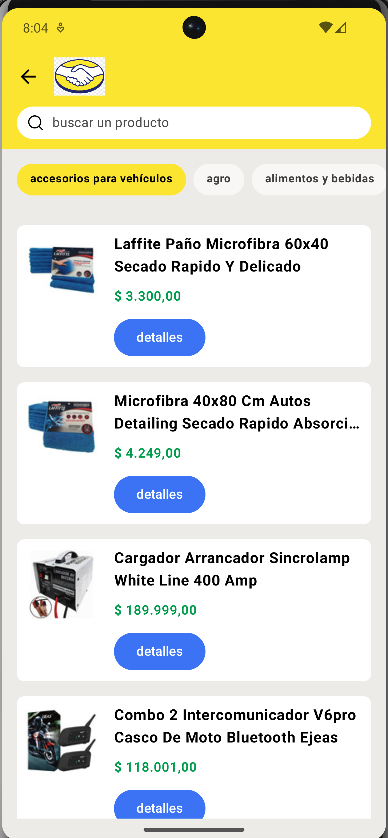 8:04
buscar un producto
accesorios para vehículos
agro
alimentos y bebidas
Laffite Paño Microfibra 60x40
Secado Rapido Y Delicado
$ 3.300,00
detalles
Microfibra 40x80 Cm Autos
Detailing Secado Rapido Absorci...
$ 4.249,00
detalles
Cargador Arrancador Sincrolamp
White Line 400 Amp
$ 189.999,00
detalles
Combo 2 Intercomunicador V6pro
Casco De Moto Bluetooth Ejeas
$ 118.001,00
detalles